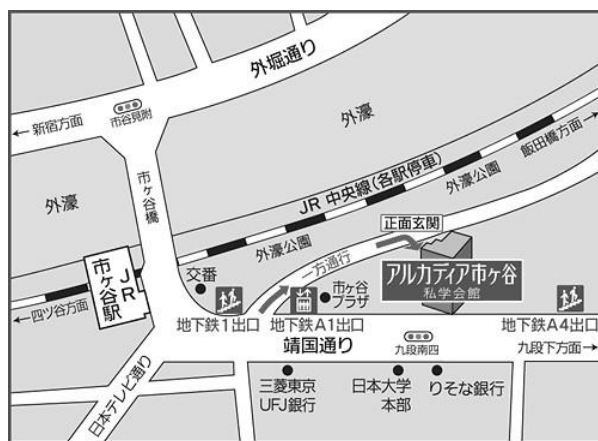 外堀通り
←新宿方面
市谷見附
外濠
飯田橋方面→
JR 中央線(各駅停車)
外濠公園
市ヶ谷橋
外濠
正面玄関
外濠公園
一方通行
アルカディア市ヶ谷
私学会館
JR
市ヶ谷駅
交番
市ヶ谷
プラザ
←四ツ谷方面
地下鉄1出口
地下鉄A1出口
地下鉄A4出口
靖国通り
九段南四
九段下方面→
日本テレビ通り
三菱東京
UFJ銀行
日本大学
本部
りそな銀行